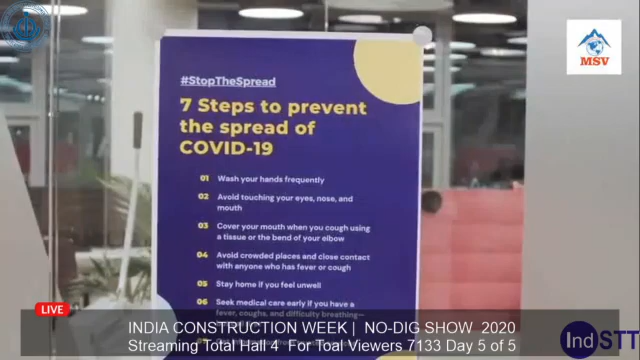 MSV
#StopTheSpread
7 Steps to prevent
the spread of
COVID-19
01 Wash your hands frequently
02 Avoid touching your eyes, nose, and
mouth
03 Cover your mouth when you cough using
a tissue or the bend of your elbow
04 Avoid crowded places and close contact
with anyone who has fever or cough
05 Stay home if you feel unwell
06 Seek medical care early if you have a
fever, coughs, and difficulty breathing—
LIVE
INDIA CONSTRUCTION WEEK | NO-DIG SHOW 2020
Streaming Total Hall 4 For Toal Viewers 7133 Day 5 of 5
IndSTT